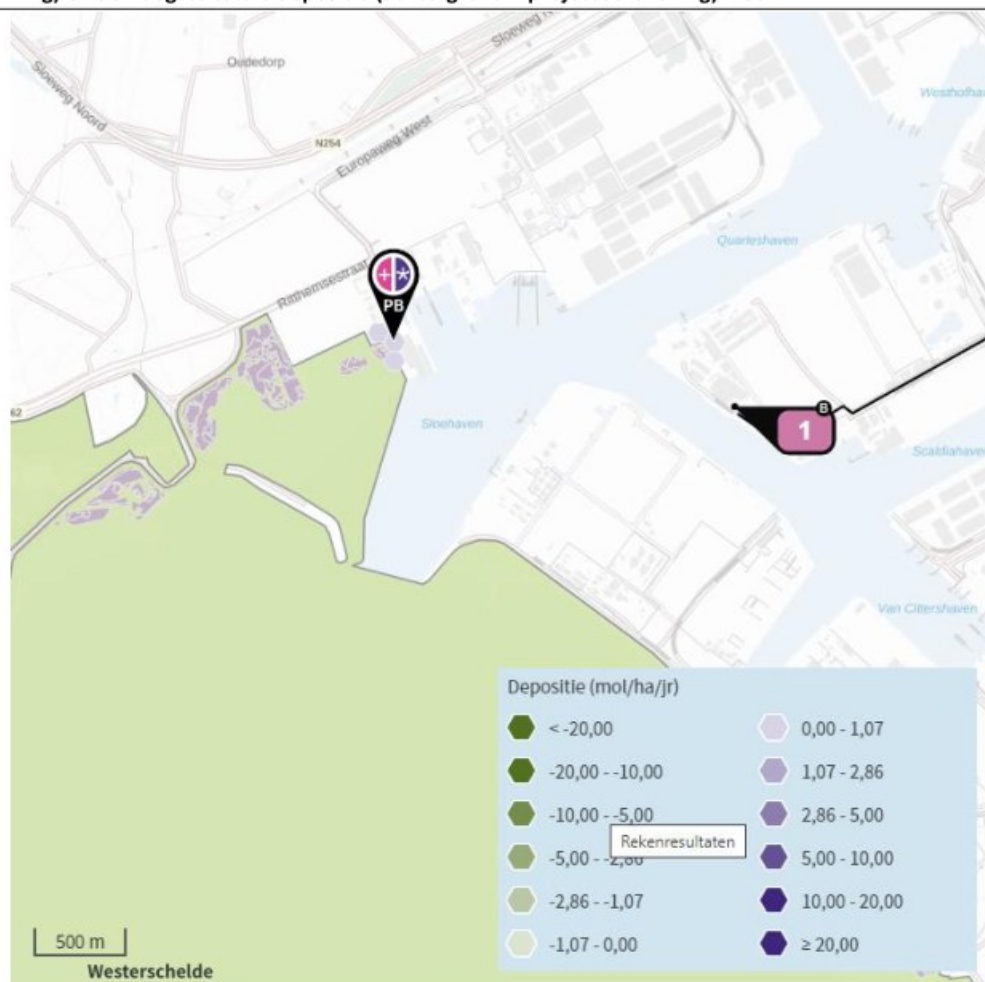 Oudedorp
Sloeweg
Sloeweg Noord
N254
Europaweg West
Westhofhav
Quarleshaven
Ritthemsestraat
PB
B
1
62
Sloehaven
Scaldiahaven
Van Cittershaven
Depositie (mol/ha/jr)
< -20,00
-20,00 - -10,00
-10,00 - -5,00
-5,00 - -2,86
-2,86 - -1,07
-1,07 - 0,00
0,00 - 1,07
1,07 - 2,86
2,86 - 5,00
5,00 - 10,00
10,00 - 20,00
≥ 20,00
Rekenresultaten
500 m
Westerschelde